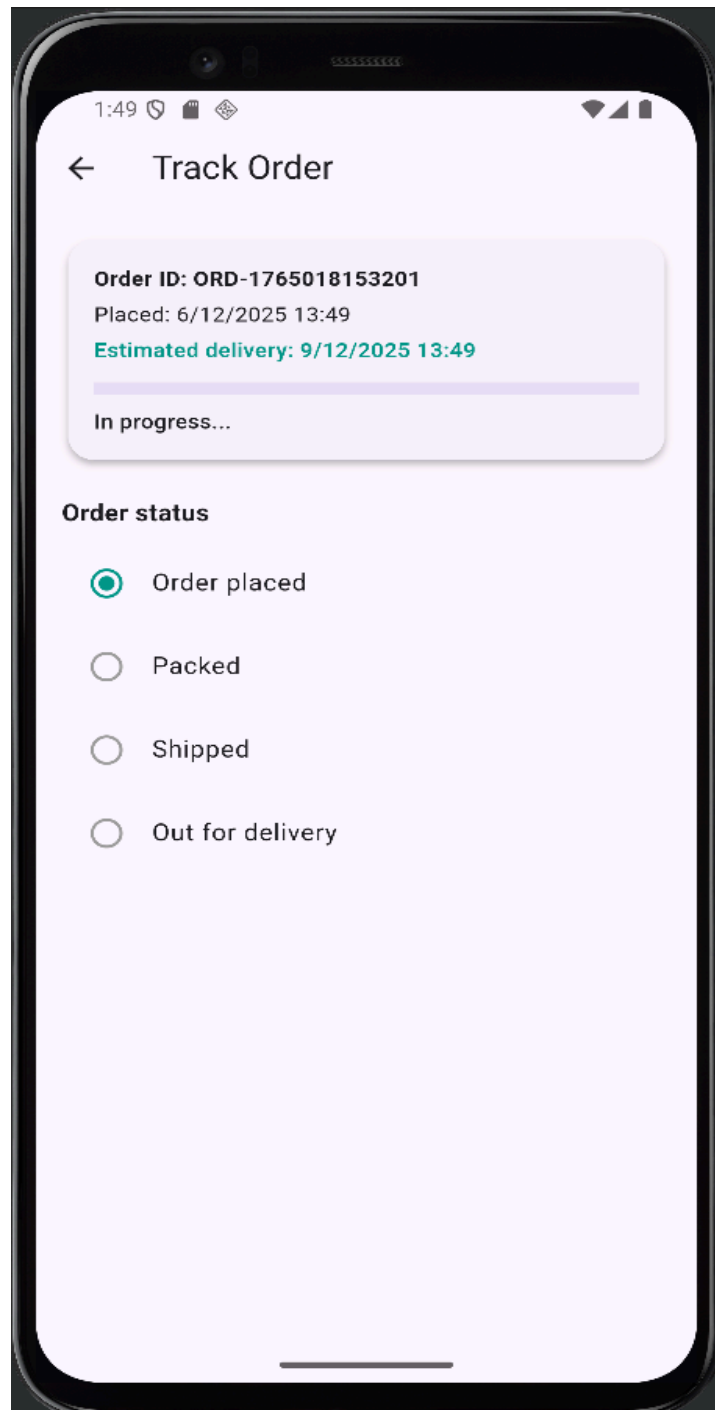 1:49
Track Order
Order ID: ORD-1765018153201
Placed: 6/12/2025 13:49
Estimated delivery: 9/12/2025 13:49
In progress...
Order status
Order placed
Packed
Shipped
Out for delivery